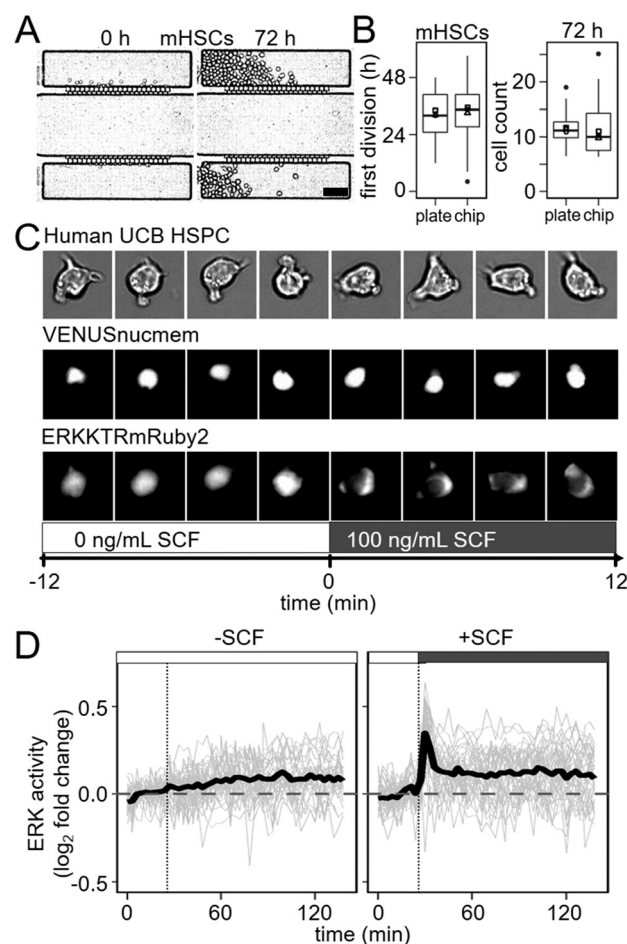 A
0 h mHSCs 72 h
B
mHSCs
72 h
first division (h)
48
24
0
plate chip
cell count
20
10
0
plate chip
C
Human UCB HSPC
VENUSnucmem
ERKKTRmRuby2
0 ng/mL SCF
100 ng/mL SCF
-12 0 12
time (min)
D
-SCF
+SCF
ERK activity
(log2 fold change)
0.5
0.0
-0.5
0 60 120
0 60 120
time (min)